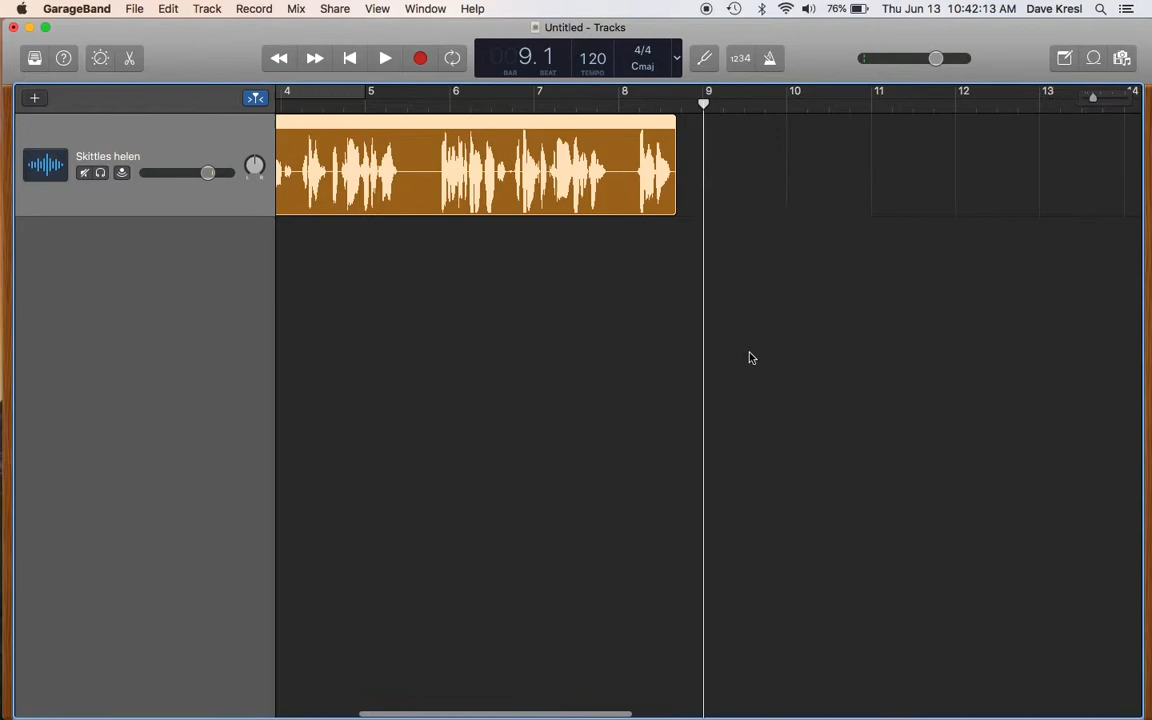 GarageBand File Edit Track Record Mix Share View Window Help 76% Thu Jun 13 10:42:13 AM Dave Kresl
Untitled - Tracks
009.1 120 4/4
Cmaj
BAR BEAT TEMPO
1234
4 5 6 7 8 9 10 11 12 13 14
Skittles helen
L R